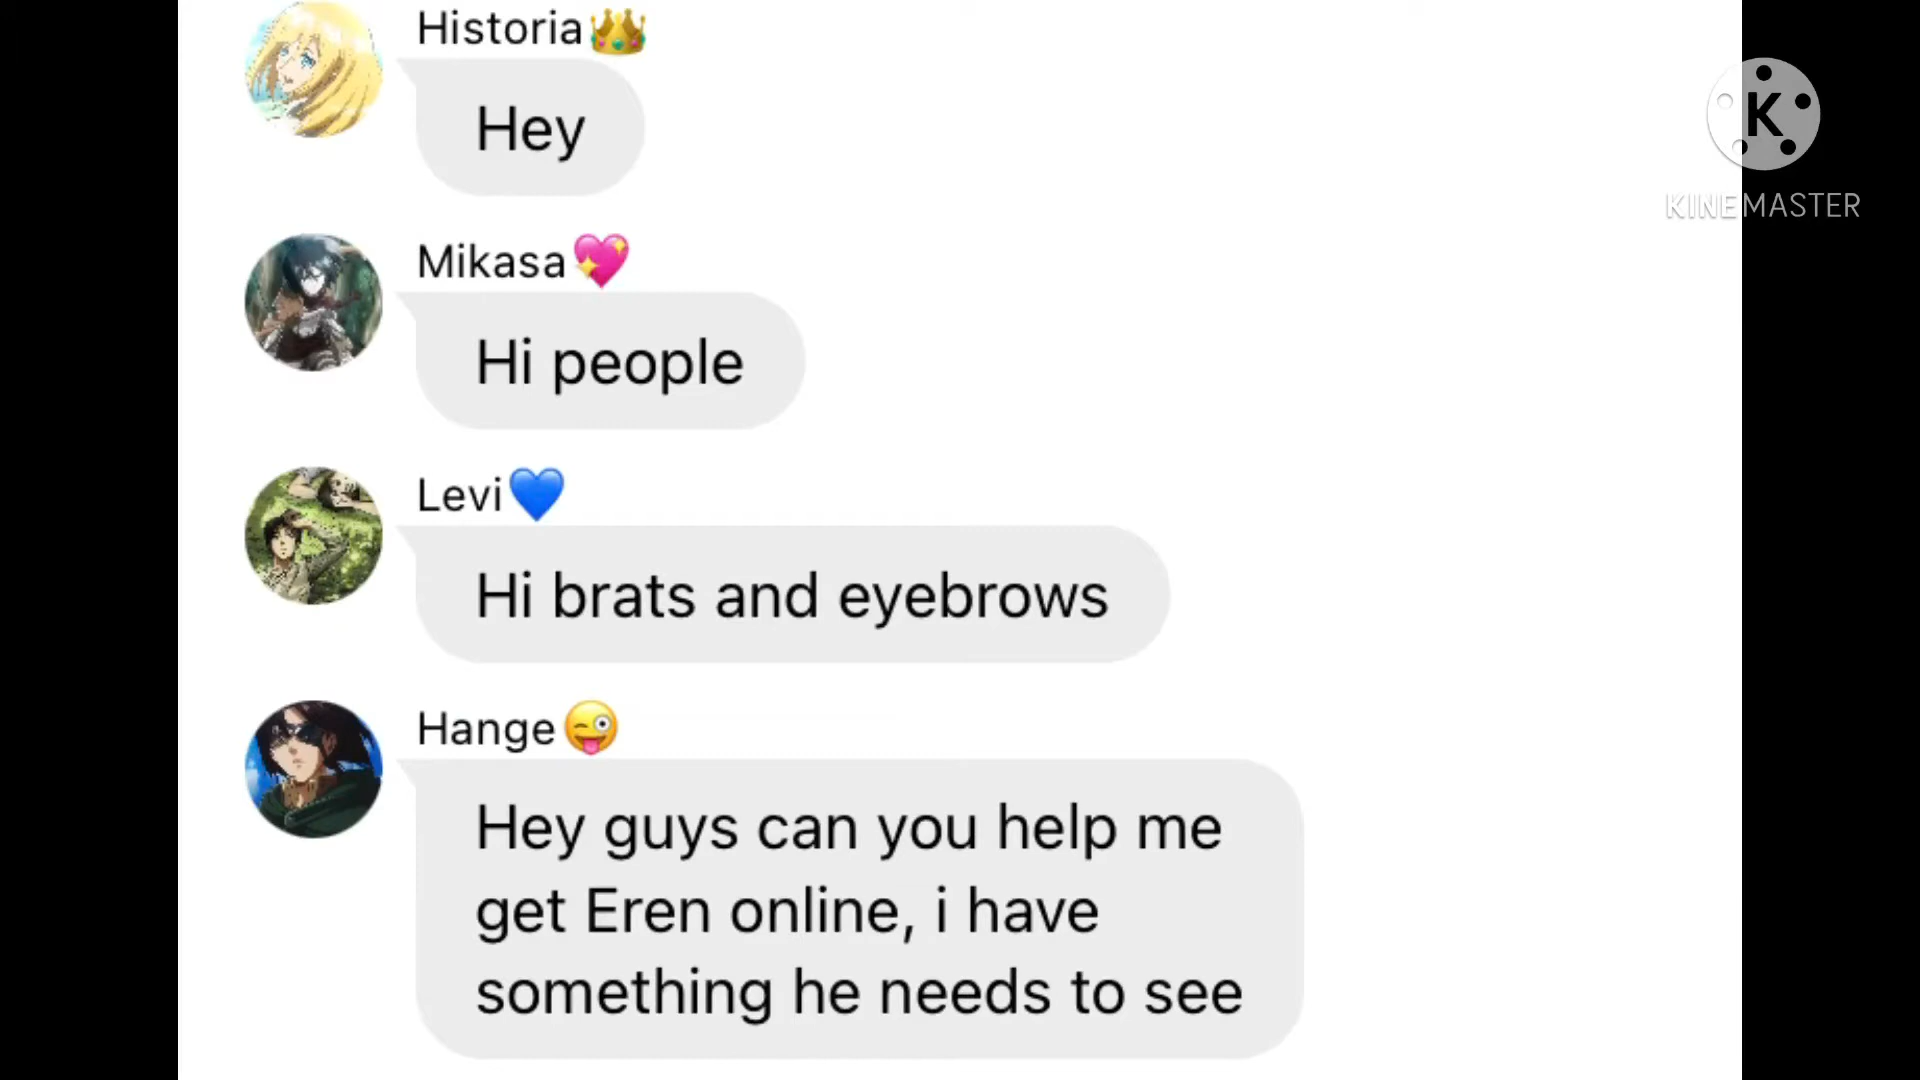 Historia👑
Hey
K
KINEMASTER
Mikasa💖
Hi people
Levi💙
Hi brats and eyebrows
Hange😜
Hey guys can you help me
get Eren online, i have
something he needs to see